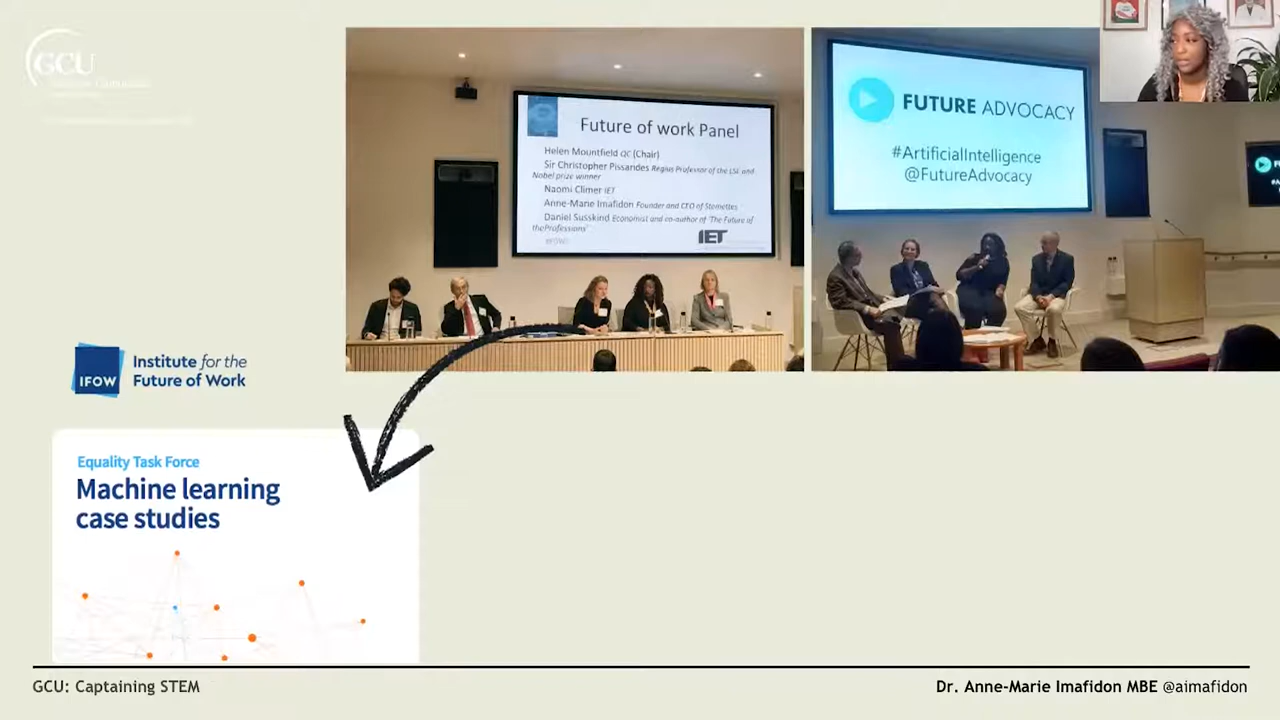 GCU
Future of work Panel
Helen Mountfield QC (Chair)
Sir Christopher Pissarides Regius Professor of the LSE and
Nobel prize winner
Naomi Climer IET
Anne-Marie Imafidon Founder and CEO of Stemettes
Daniel Susskind Economist and co-author of 'The Future of
theProfessions'
IET
FUTURE ADVOCACY
#ArtificialIntelligence
@FutureAdvocacy
IFOW
Institute for the
Future of Work
Equality Task Force
Machine learning
case studies
GCU: Captaining STEM
Dr. Anne-Marie Imafidon MBE @aimafidon